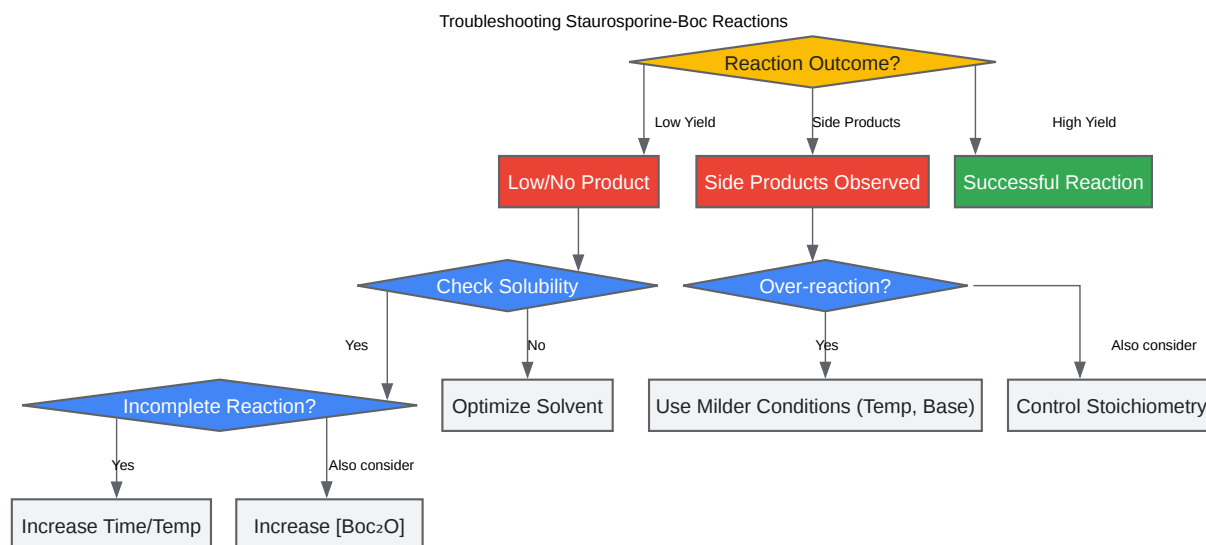 Troubleshooting Staurosporine-Boc Reactions
Reaction Outcome?
Low Yield
Side Products
High Yield
Low/No Product
Side Products Observed
Successful Reaction
Check Solubility
Over-reaction?
Yes
No
Yes
Also consider
Incomplete Reaction?
Optimize Solvent
Use Milder Conditions (Temp, Base)
Control Stoichiometry
Yes
Also consider
Increase Time/Temp
Increase [Boc₂O]